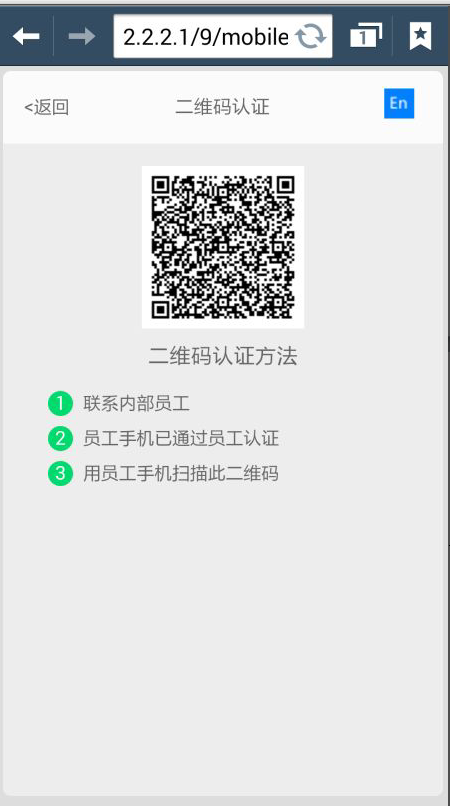 2.2.2.1/9/mobile
1
<返回
二维码认证
En
二维码认证方法
1 联系内部员工
2 员工手机已通过员工认证
3 用员工手机扫描此二维码